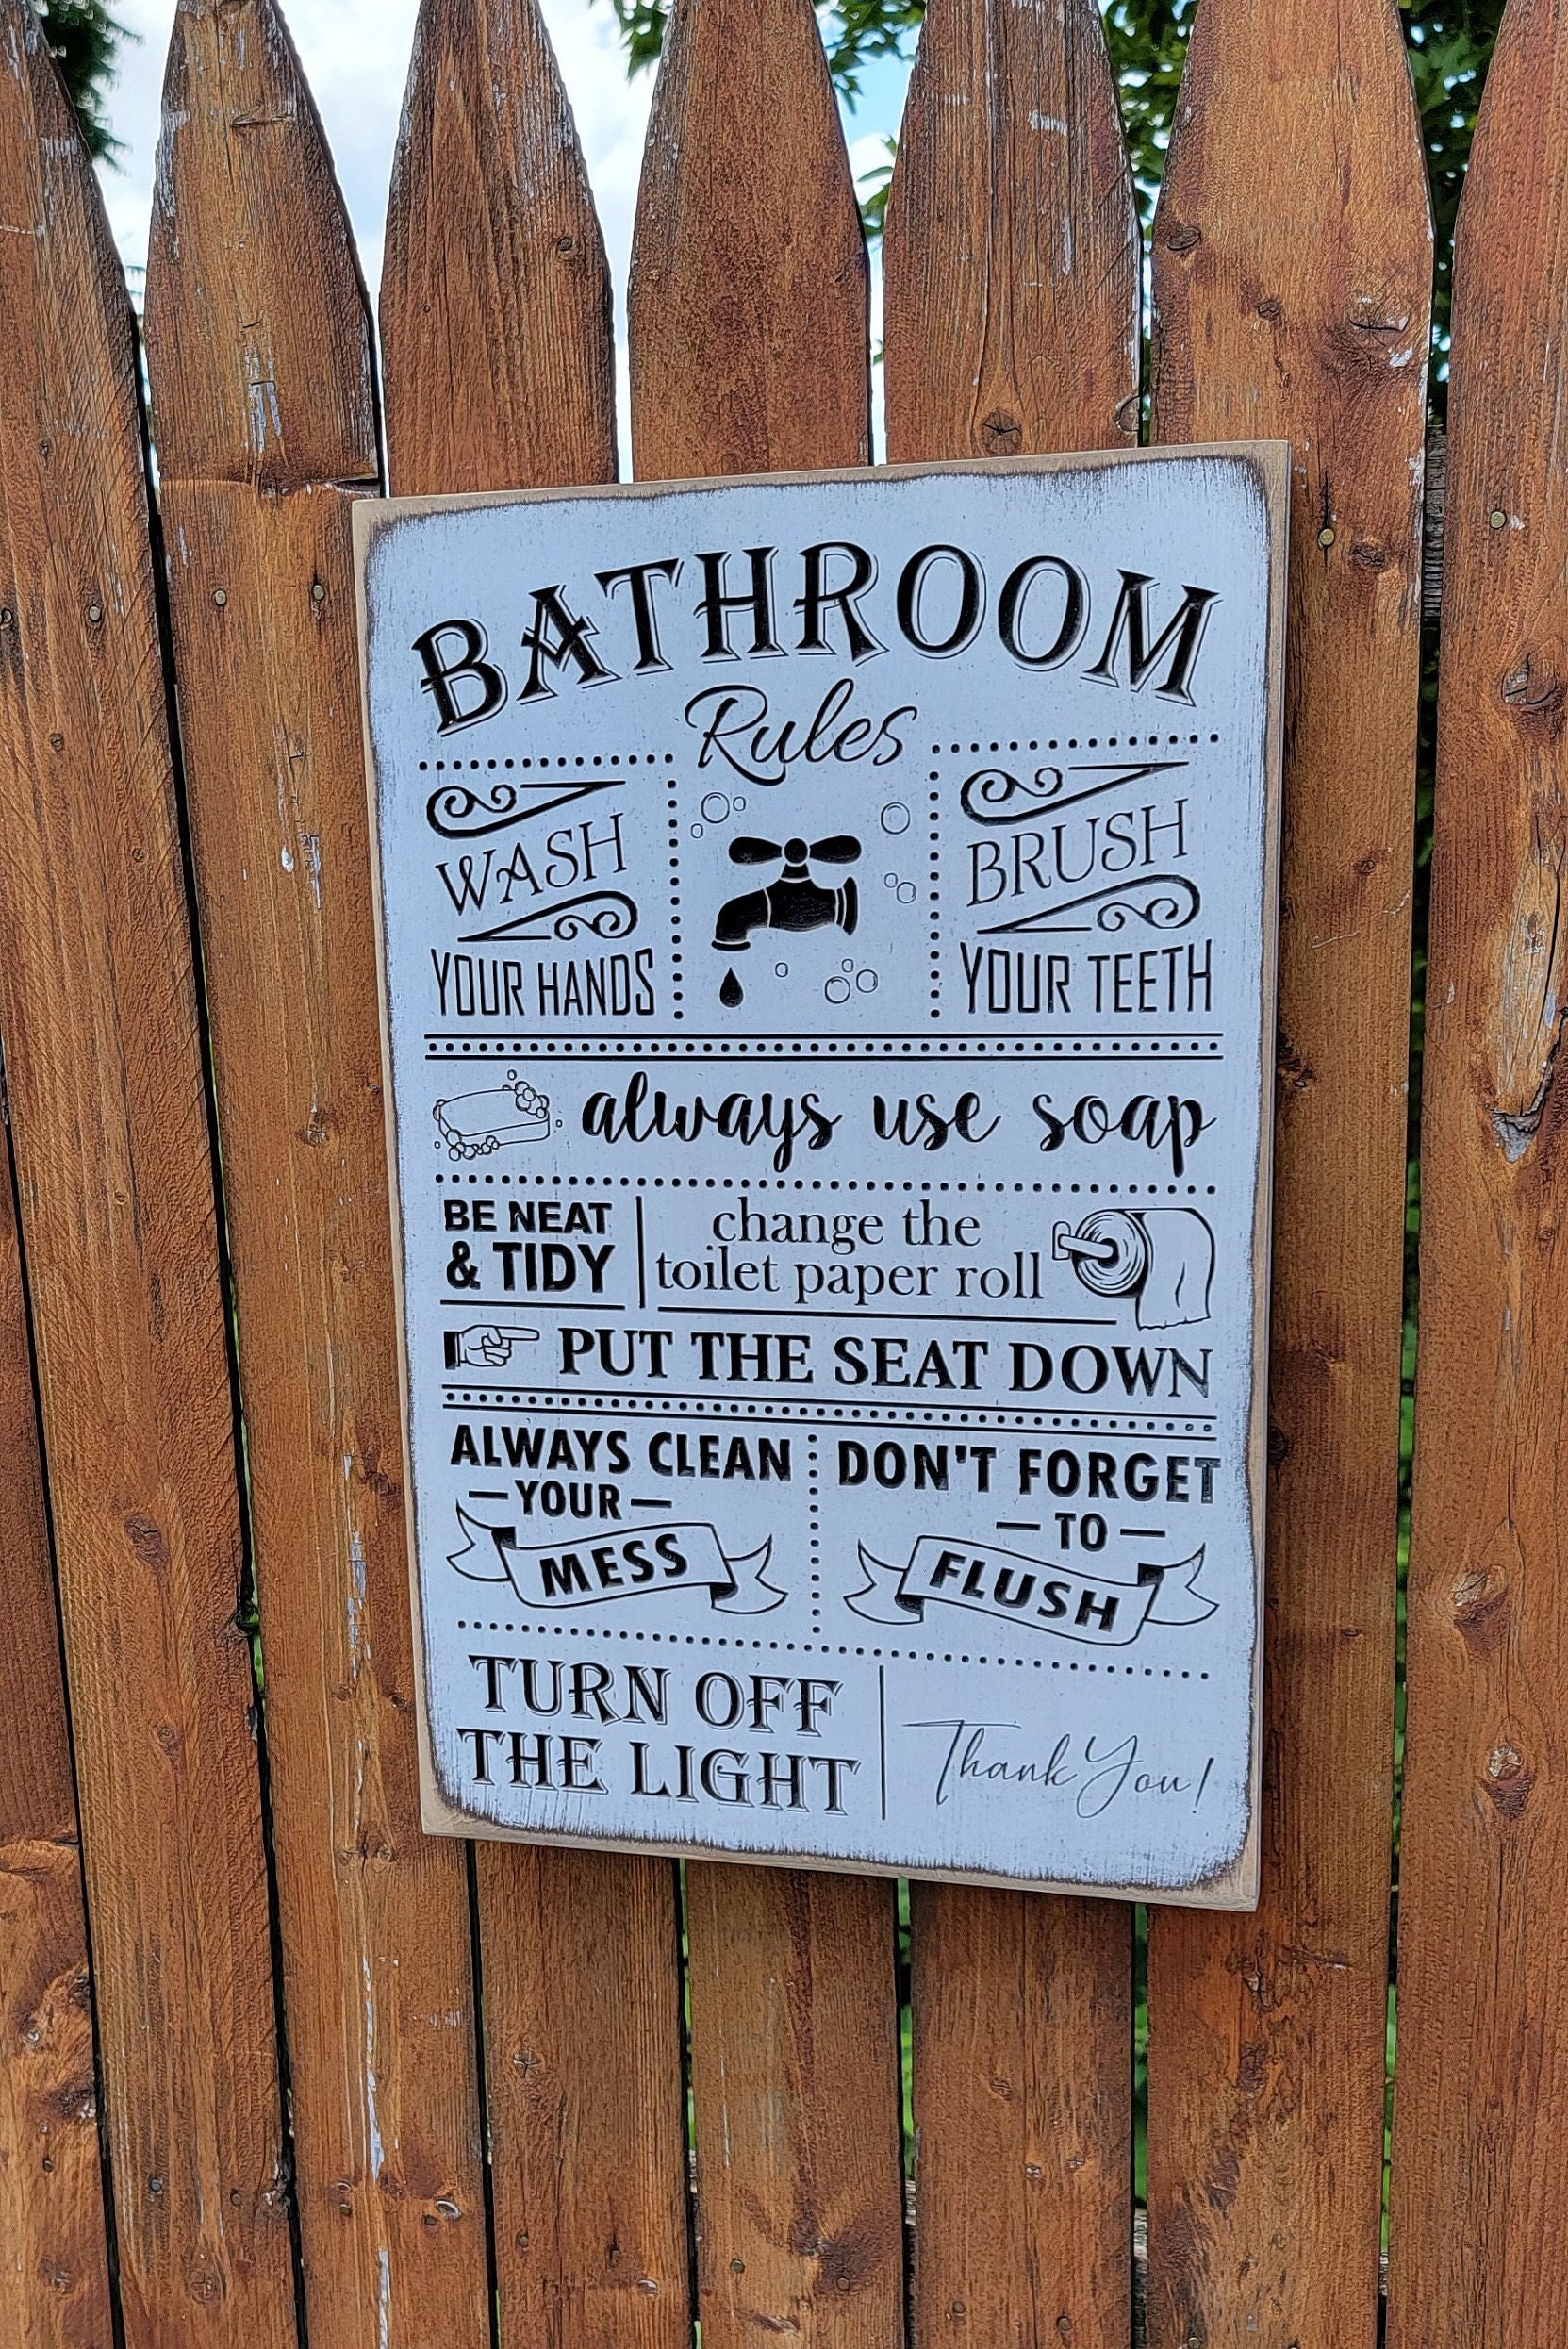 BATHROOM
Rules
WASH
YOUR HANDS
BRUSH
YOUR TEETH
always use soap
BE NEAT
& TIDY
change the
toilet paper roll
PUT THE SEAT DOWN
ALWAYS CLEAN
—YOUR—
MESS
DON'T FORGET
—TO—
FLUSH
TURN OFF
THE LIGHT
Thank You!